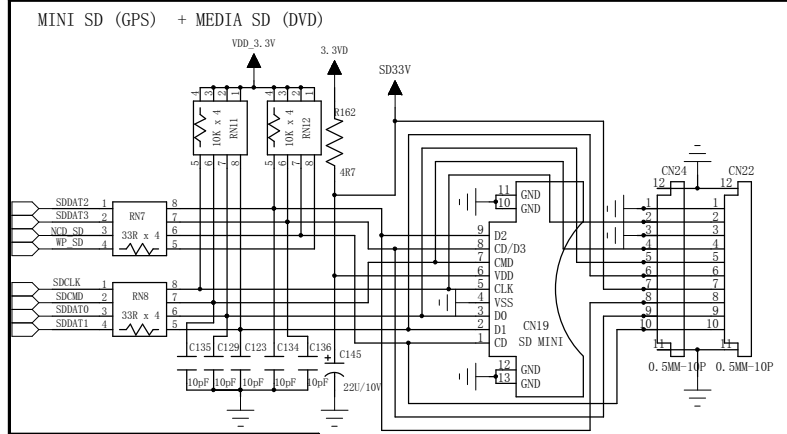 MINI SD (GPS) + MEDIA SD (DVD)
VDD_3.3V
3.3VD
SD33V
4 3 2 1
4 3 2 1
10K x 4
RN11
10K x 4
RN12
R162
4R7
5 6 7 8
5 6 7 8
SDDAT2 1
SDDAT3 2
NCD_SD 3
WP_SD 4
RN7
33R x 4
8
7
6
5
SDCLK 1
SDCMD 2
SDDAT0 3
SDDAT1 4
RN8
33R x 4
8
7
6
5
C135
C129
C123
C134
C136
C145
10pF
10pF
10pF
10pF
10pF
+
22U/10V
11 GND
10 GND
9 D2
8 CD/D3
7 CMD
6 VDD
5 CLK
4 VSS
3 D0
2 D1
1 CD
CN19
SD MINI
12 GND
13 GND
CN24
CN22
12
12
1
2
3
4
5
6
7
8
9
10
1
2
3
4
5
6
7
8
9
10
11
11
0.5MM-10P
0.5MM-10P